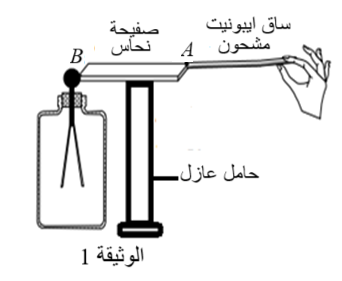 ساق ايبونيت
مشحون
صفيحة
نحاس
A
B
حامل عازل
الوثيقة 1